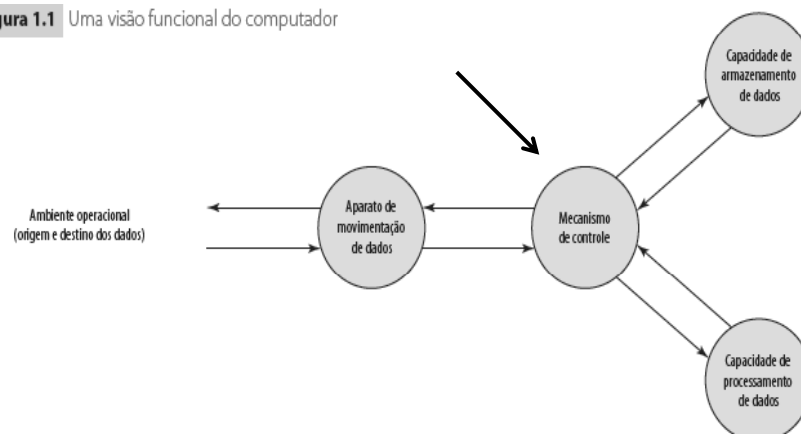 gura 1.1 Uma visão funcional do computador
Capacidade de
armazenamento
de dados
Ambiente operacional
(origem e destino dos dados)
Aparato de
movimentação
de dados
Mecanismo
de controle
Capacidade de
processamento
de dados